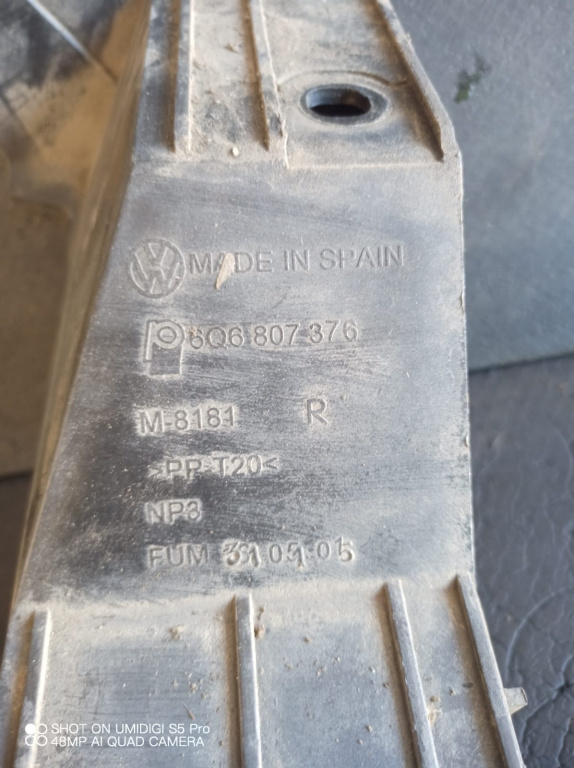 VW MADE IN SPAIN
6Q6 807 376
M-8181 R
>PP-T20<
NP3
FUM 31.05.05
SHOT ON UMIDIGI S5 Pro
48MP AI QUAD CAMERA